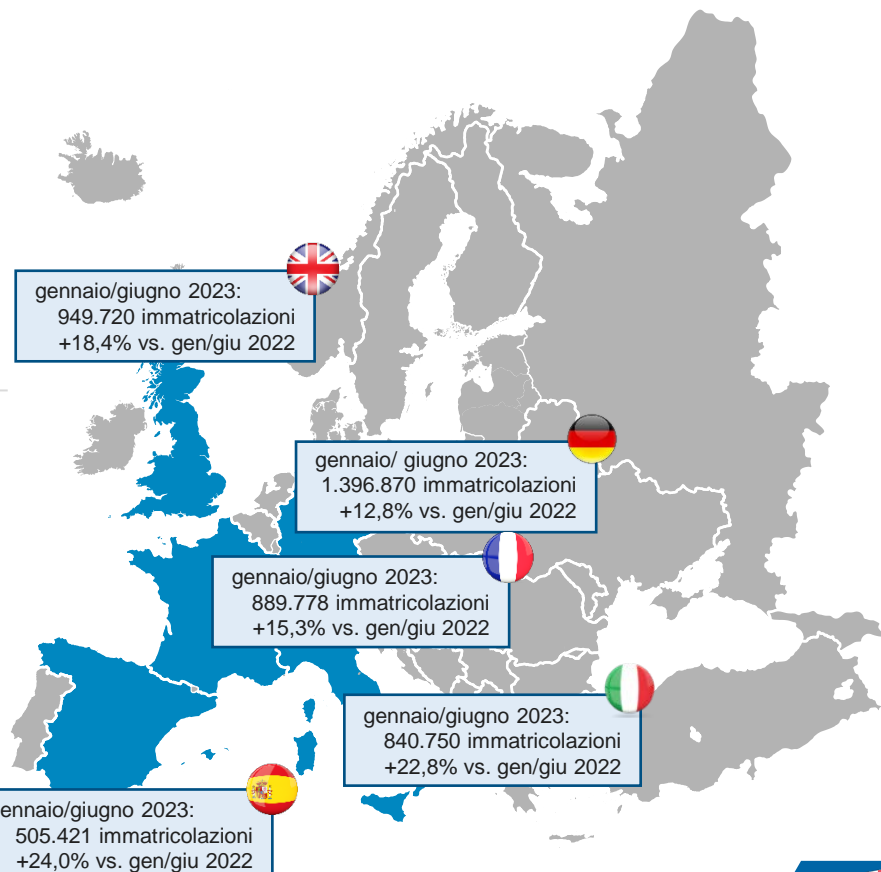 gennaio/giugno 2023:
949.720 immatricolazioni
+18,4% vs. gen/giu 2022
gennaio/ giugno 2023:
1.396.870 immatricolazioni
+12,8% vs. gen/giu 2022
gennaio/giugno 2023:
889.778 immatricolazioni
+15,3% vs. gen/giu 2022
gennaio/giugno 2023:
840.750 immatricolazioni
+22,8% vs. gen/giu 2022
ennaio/giugno 2023:
505.421 immatricolazioni
+24,0% vs. gen/giu 2022